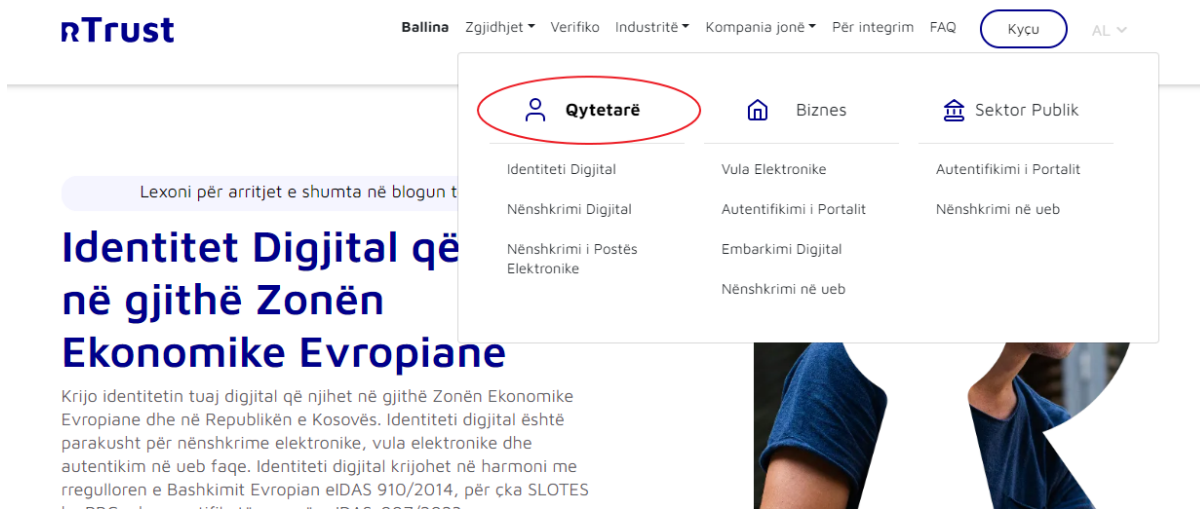 rTrust
Ballina Zgjidhjet Verifiko Industritë Kompania jonë Për integrim FAQ Kyçu AL
Qytetarë
Identiteti Digjital
Nënshkrimi Digjital
Nënshkrimi i Postës
Elektronike
Biznes
Vula Elektronike
Autentifikimi i Portalit
Embarkimi Digjital
Nënshkrimi në ueb
Sektor Publik
Autentifikimi i Portalit
Nënshkrimi në ueb
Lexoni për arritjet e shumta në blogun
Identitet Digjital që
në gjithë Zonën
Ekonomike Evropiane
Krijo identitetin tuaj digjital që njihet në gjithë Zonën Ekonomike
Evropiane dhe në Republikën e Kosovës. Identiteti digjital është
parakusht për nënshkrime elektronike, vula elektronike dhe
autentikim në ueb faqe. Identiteti digjital krijohet në harmoni me
rregulloren e Bashkimit Evropian eIDAS 910/2014, për çka SLOTES